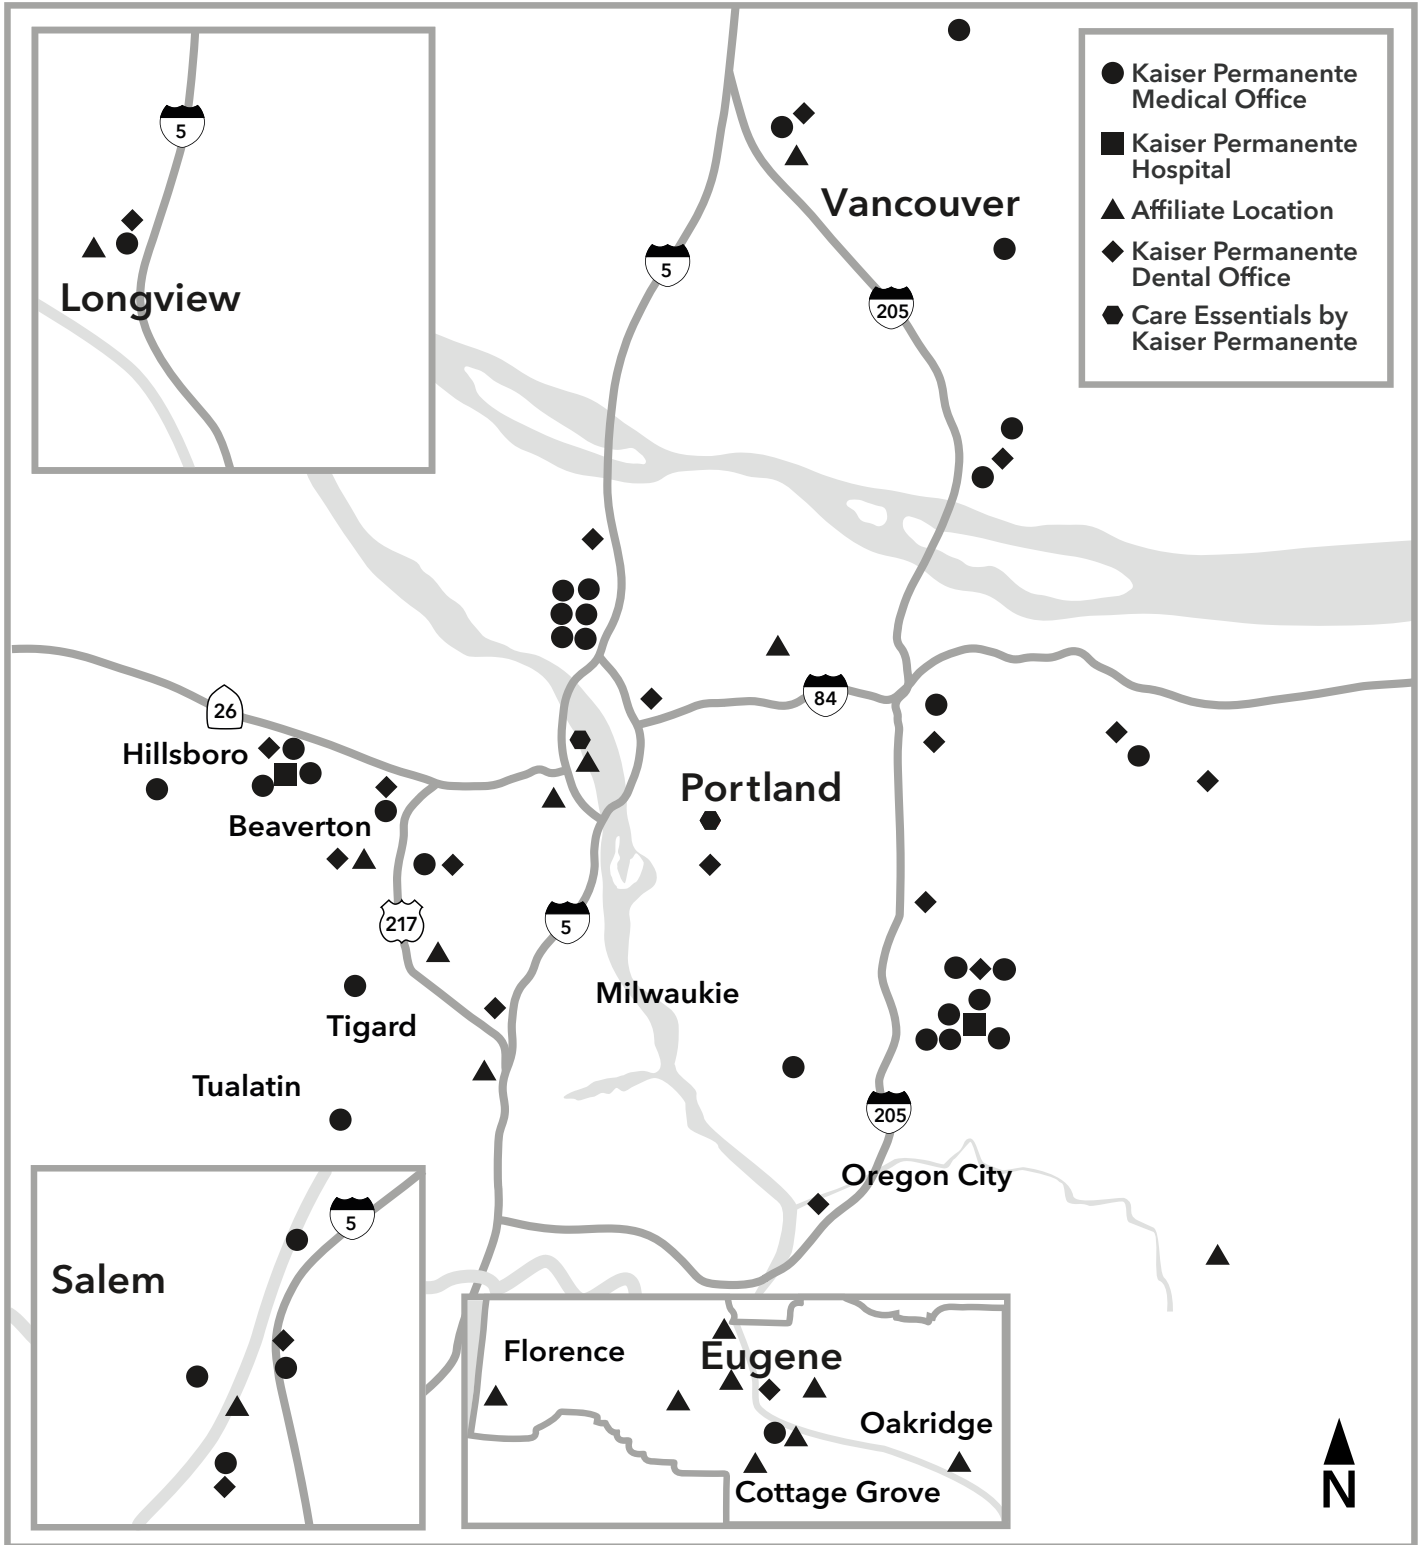 Kaiser Permanente
Medical Office
Kaiser Permanente
Hospital
Affiliate Location
Kaiser Permanente
Dental Office
Care Essentials by
Kaiser Permanente
5
Longview
Vancouver
5
205
26
84
Hillsboro
Portland
Beaverton
217
5
Milwaukie
Tigard
Tualatin
205
Oregon City
5
Salem
Florence
Eugene
Oakridge
Cottage Grove
N